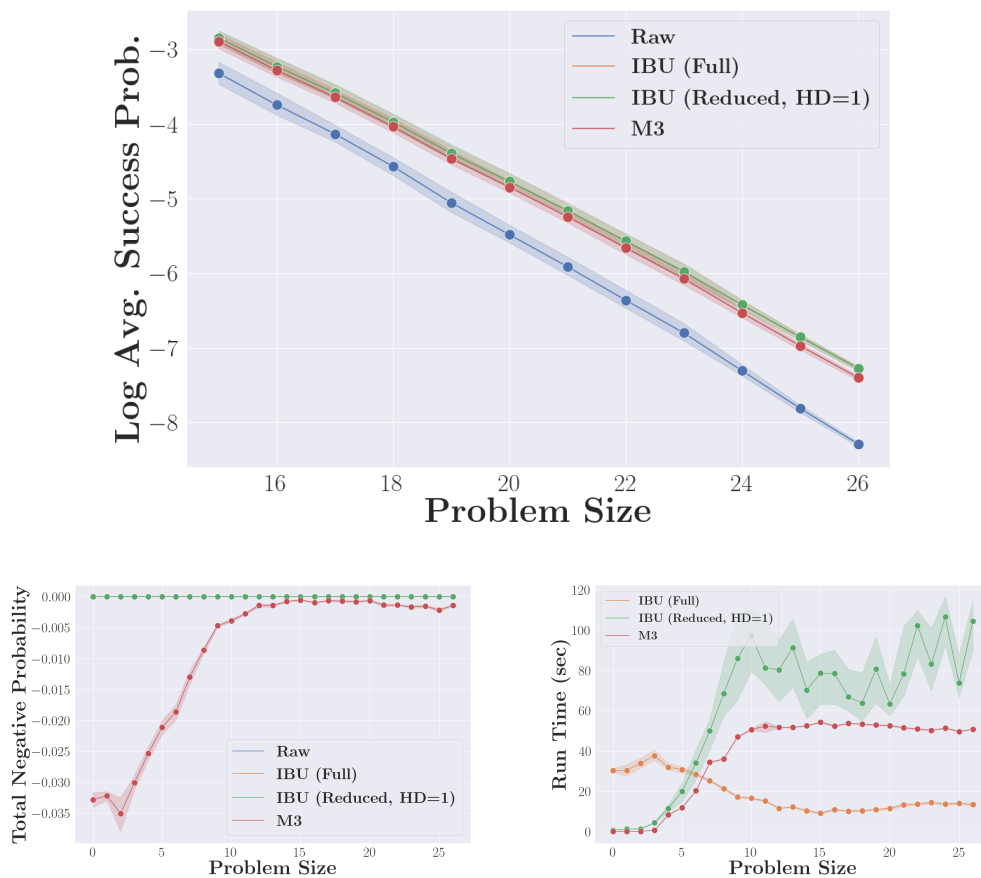 Log Avg. Success Prob.
−3
−4
−5
−6
−7
−8
Raw
IBU (Full)
IBU (Reduced, HD=1)
M3
16 18 20 22 24 26
Problem Size
Total Negative Probability
0.000
−0.005
−0.010
−0.015
−0.020
−0.025
−0.030
−0.035
Raw
IBU (Full)
IBU (Reduced, HD=1)
M3
0 5 10 15 20 25
Problem Size
Run Time (sec)
120
100
80
60
40
20
0
IBU (Full)
IBU (Reduced, HD=1)
M3
0 5 10 15 20 25
Problem Size